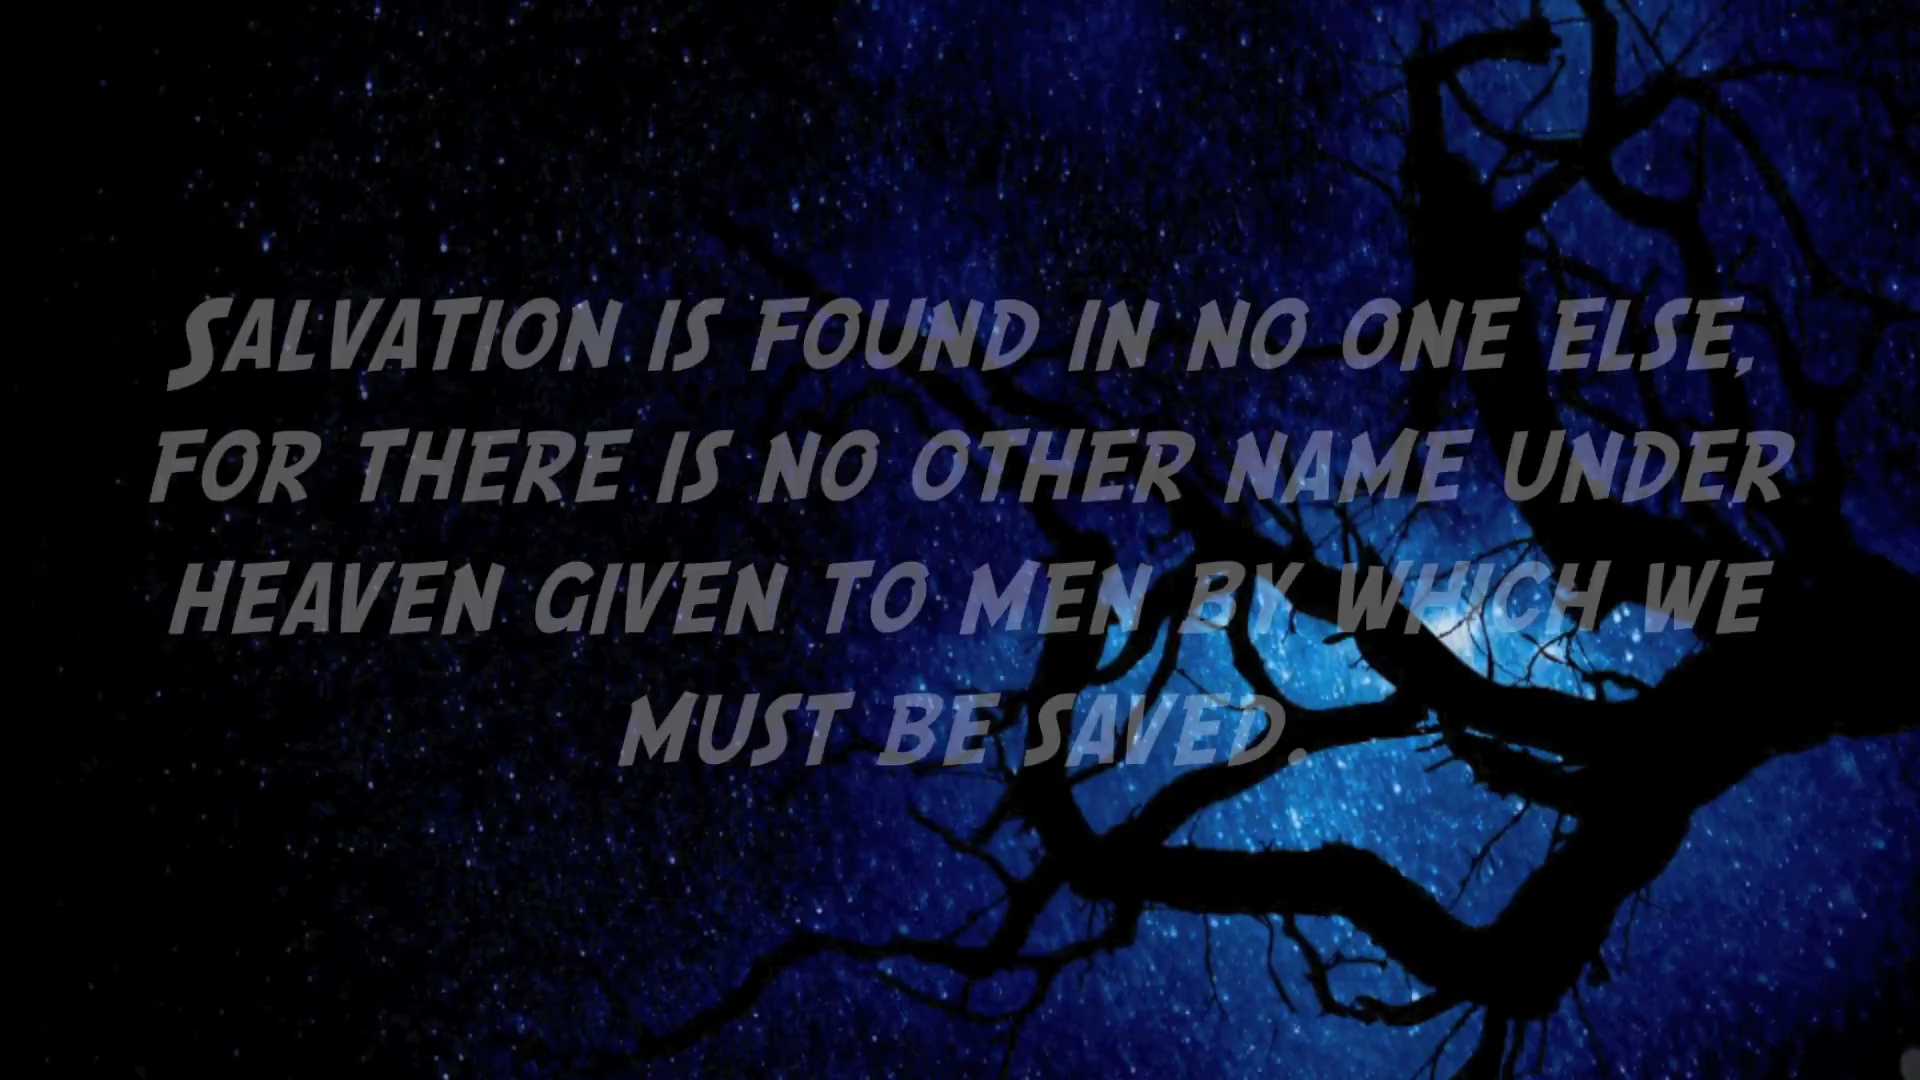 Salvation is found in no one else,
for there is no other name under
heaven given to men by which we
must be saved.